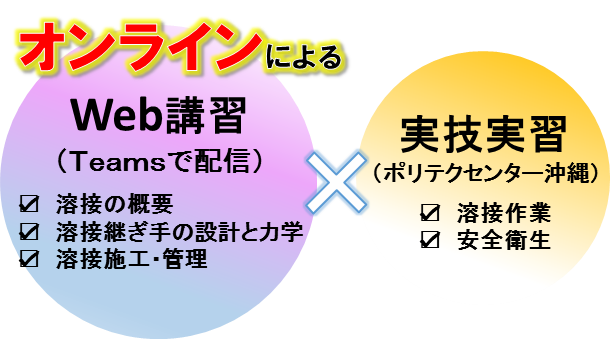 オンラインによる
Web講習
（Teamsで配信）
☑ 溶接の概要
☑ 溶接継ぎ手の設計と力学
☑ 溶接施工・管理
×
実技実習
（ポリテクセンター沖縄）
☑ 溶接作業
☑ 安全衛生